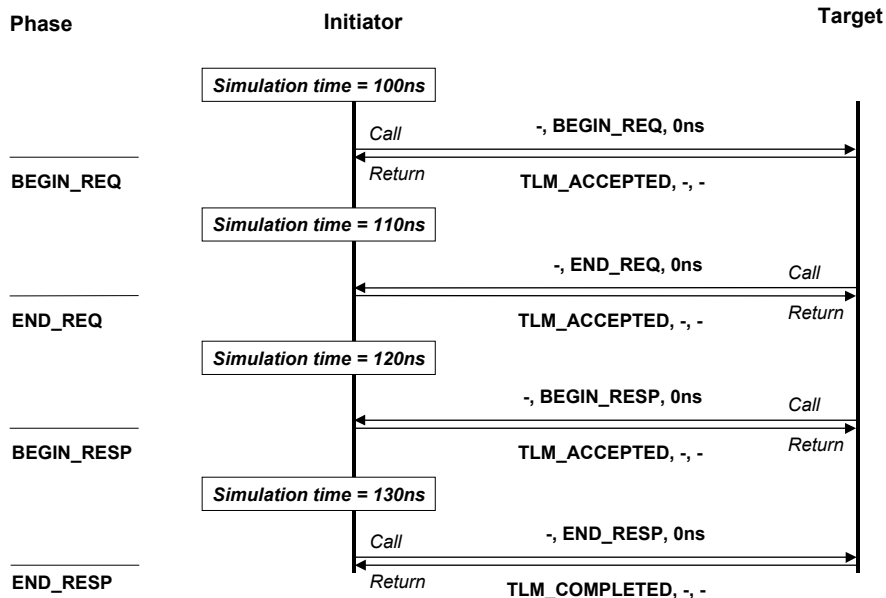 Phase Initiator Target
Simulation time = 100ns
Call -, BEGIN_REQ, 0ns
BEGIN_REQ Return TLM_ACCEPTED, -, -
Simulation time = 110ns
-, END_REQ, 0ns Call
END_REQ TLM_ACCEPTED, -, - Return
Simulation time = 120ns
-, BEGIN_RESP, 0ns Call
BEGIN_RESP TLM_ACCEPTED, -, - Return
Simulation time = 130ns
Call -, END_RESP, 0ns
END_RESP Return TLM_COMPLETED, -, -